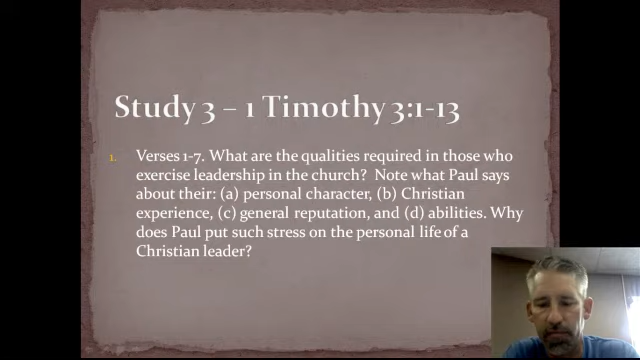 Study 3 – 1 Timothy 3:1-13
1. Verses 1-7. What are the qualities required in those who
exercise leadership in the church? Note what Paul says
about their: (a) personal character, (b) Christian
experience, (c) general reputation, and (d) abilities. Why
does Paul put such stress on the personal life of a
Christian leader?